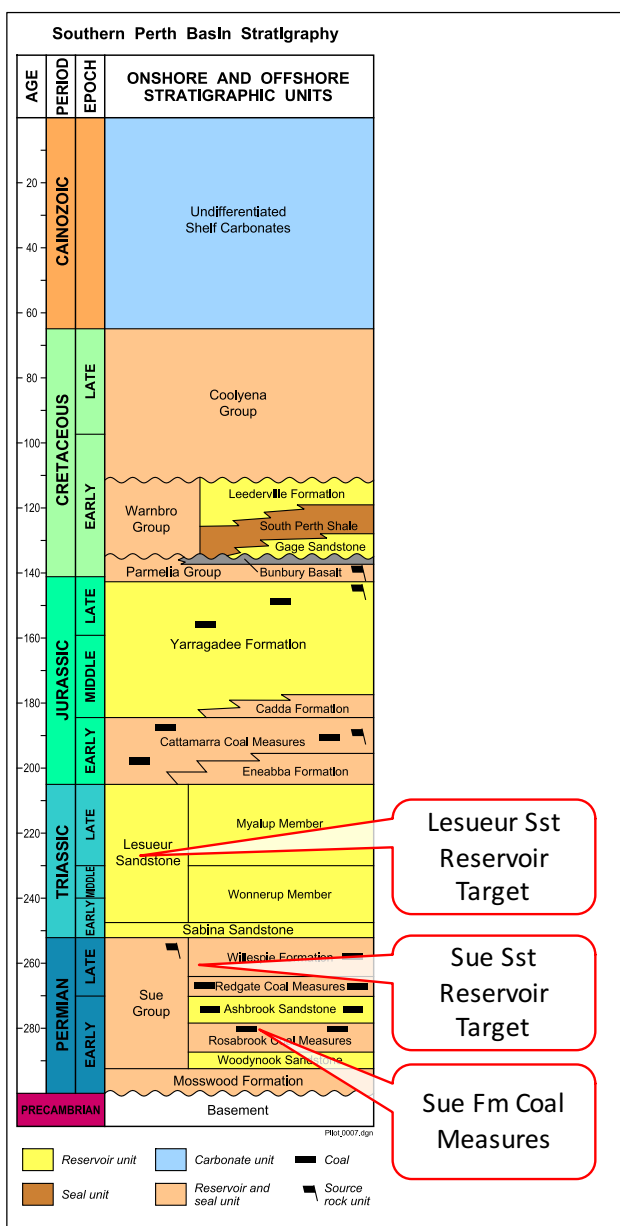 Southern Perth Basin Stratigraphy
AGE
PERIOD
EPOCH
ONSHORE AND OFFSHORE
STRATIGRAPHIC UNITS
20
40
60
80
100
120
140
160
180
200
220
240
260
280
CAINOZOIC
CRETACEOUS
LATE
EARLY
JURASSIC
LATE
MIDDLE
EARLY
TRIASSIC
LATE
MIDDLE
EARLY
PERMIAN
LATE
EARLY
PRECAMBRIAN
Undifferentiated
Shelf Carbonates
Coolyena
Group
Warnbro
Group
Leederville Formation
South Perth Shale
Gage Sandstone
Parmelia Group
Bunbury Basalt
Yarragadee Formation
Cadda Formation
Cattamarra Coal Measures
Eneabba Formation
Lesueur
Sandstone
Myalup Member
Wonnerup Member
Sabina Sandstone
Sue
Group
Willespie Formation
Redgate Coal Measures
Ashbrook Sandstone
Rosabrook Coal Measures
Woodynook Sandstone
Mosswood Formation
Basement
Lesueur Sst
Reservoir
Target
Sue Sst
Reservoir
Target
Sue Fm Coal
Measures
Pilot_0007.dgn
Reservoir unit
Carbonate unit
Coal
Seal unit
Reservoir and
seal unit
Source
rock unit